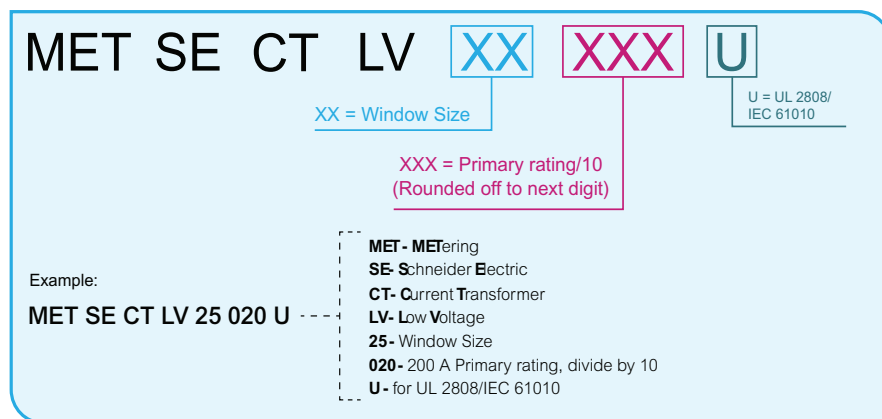 MET SE CT LV XX XXX U
XX = Window Size
U = UL 2808/
IEC 61010
XXX = Primary rating/10
(Rounded off to next digit)
Example:
MET SE CT LV 25 020 U
MET - METering
SE- Schneider Electric
CT- Current Transformer
LV- Low Voltage
25- Window Size
020- 200 A Primary rating, divide by 10
U - for UL 2808/IEC 61010